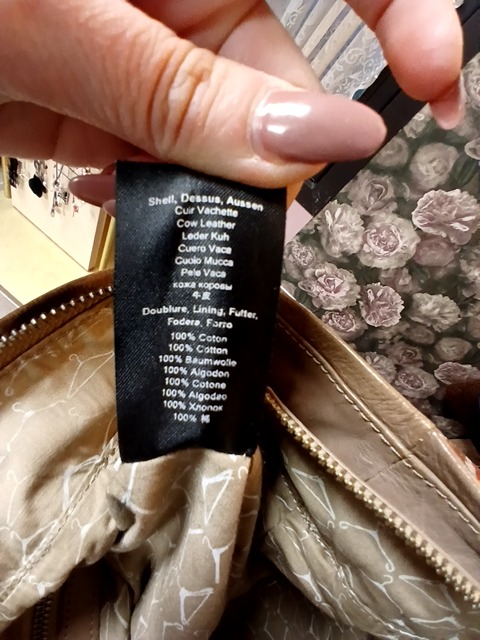 Shell, Dessus, Aussen
Cuir Vachette
Cow Leather
Leder Kuh
Cuero Vaca
Cuoio Mucca
Pele Vaca
кожа коровы
牛皮
Doublure, Lining, Futter,
Fodera, Forro
100% Coton
100% Cotton
100% Baumwolle
100% Algodon
100% Cotone
100% Algodao
100% Хлопок
100% 棉